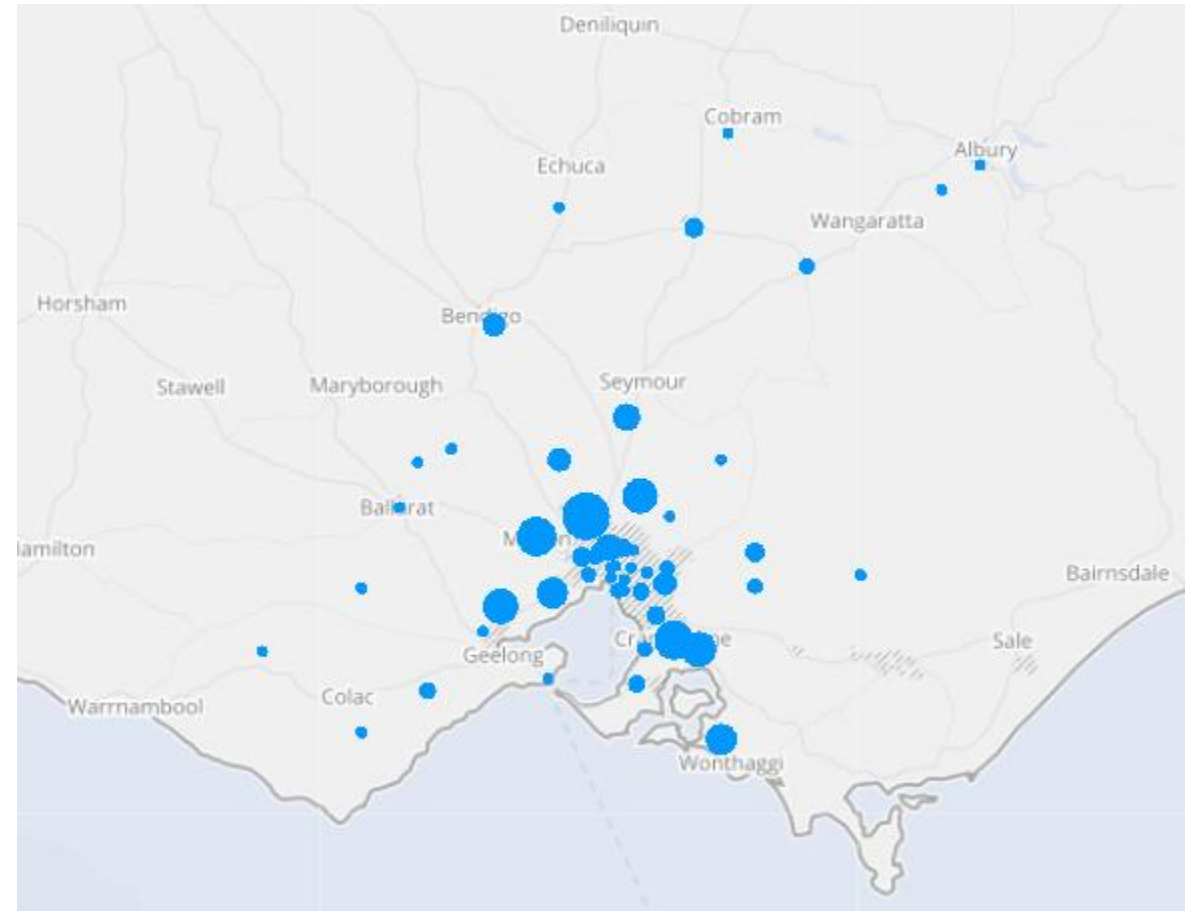 Deniliquin
Cobram
Albury
Echuca
Wangaratta
Horsham
Bendigo
Seymour
Stawell
Maryborough
Ballarat
Hamilton
Bairnsdale
Sale
Geelong
Colac
Warrnambool
Wonthaggi